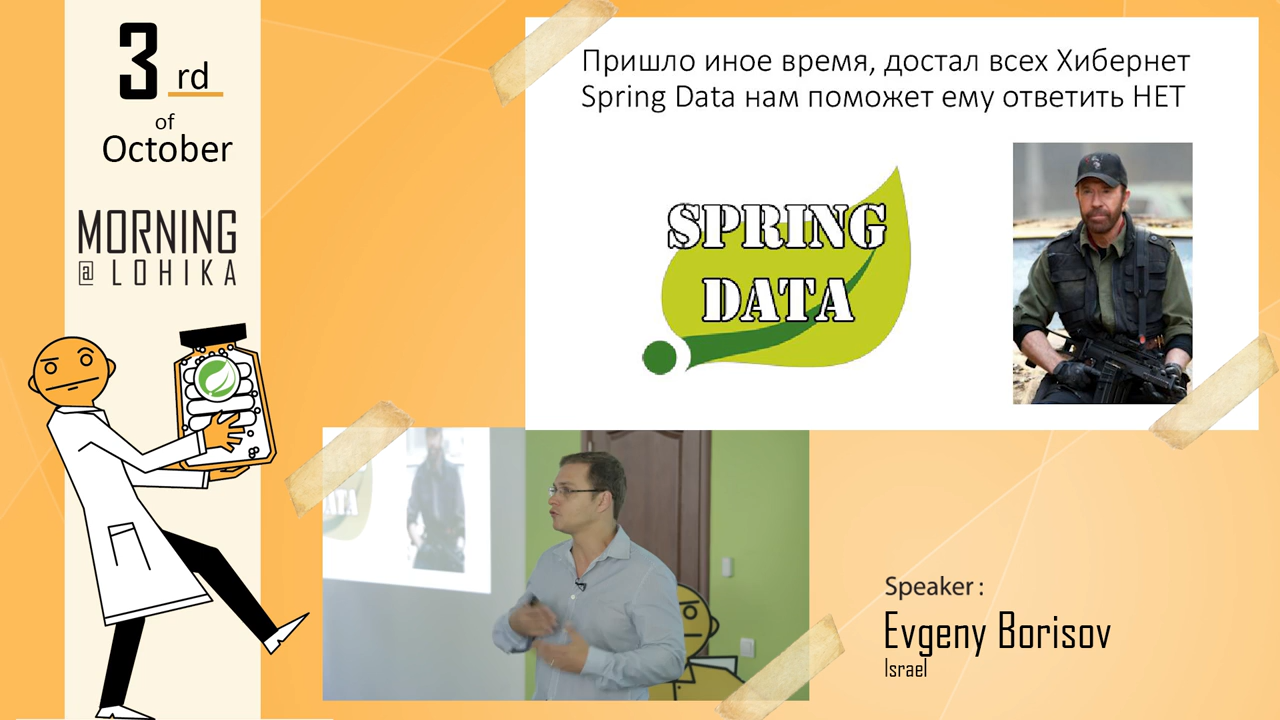 3 rd
of
October
MORNING
@ LOHIKA
Пришло иное время, достал всех Хибернет
Spring Data нам поможет ему ответить НЕТ
SPRING
DATA
DATA
Speaker :
Evgeny Borisov
Israel